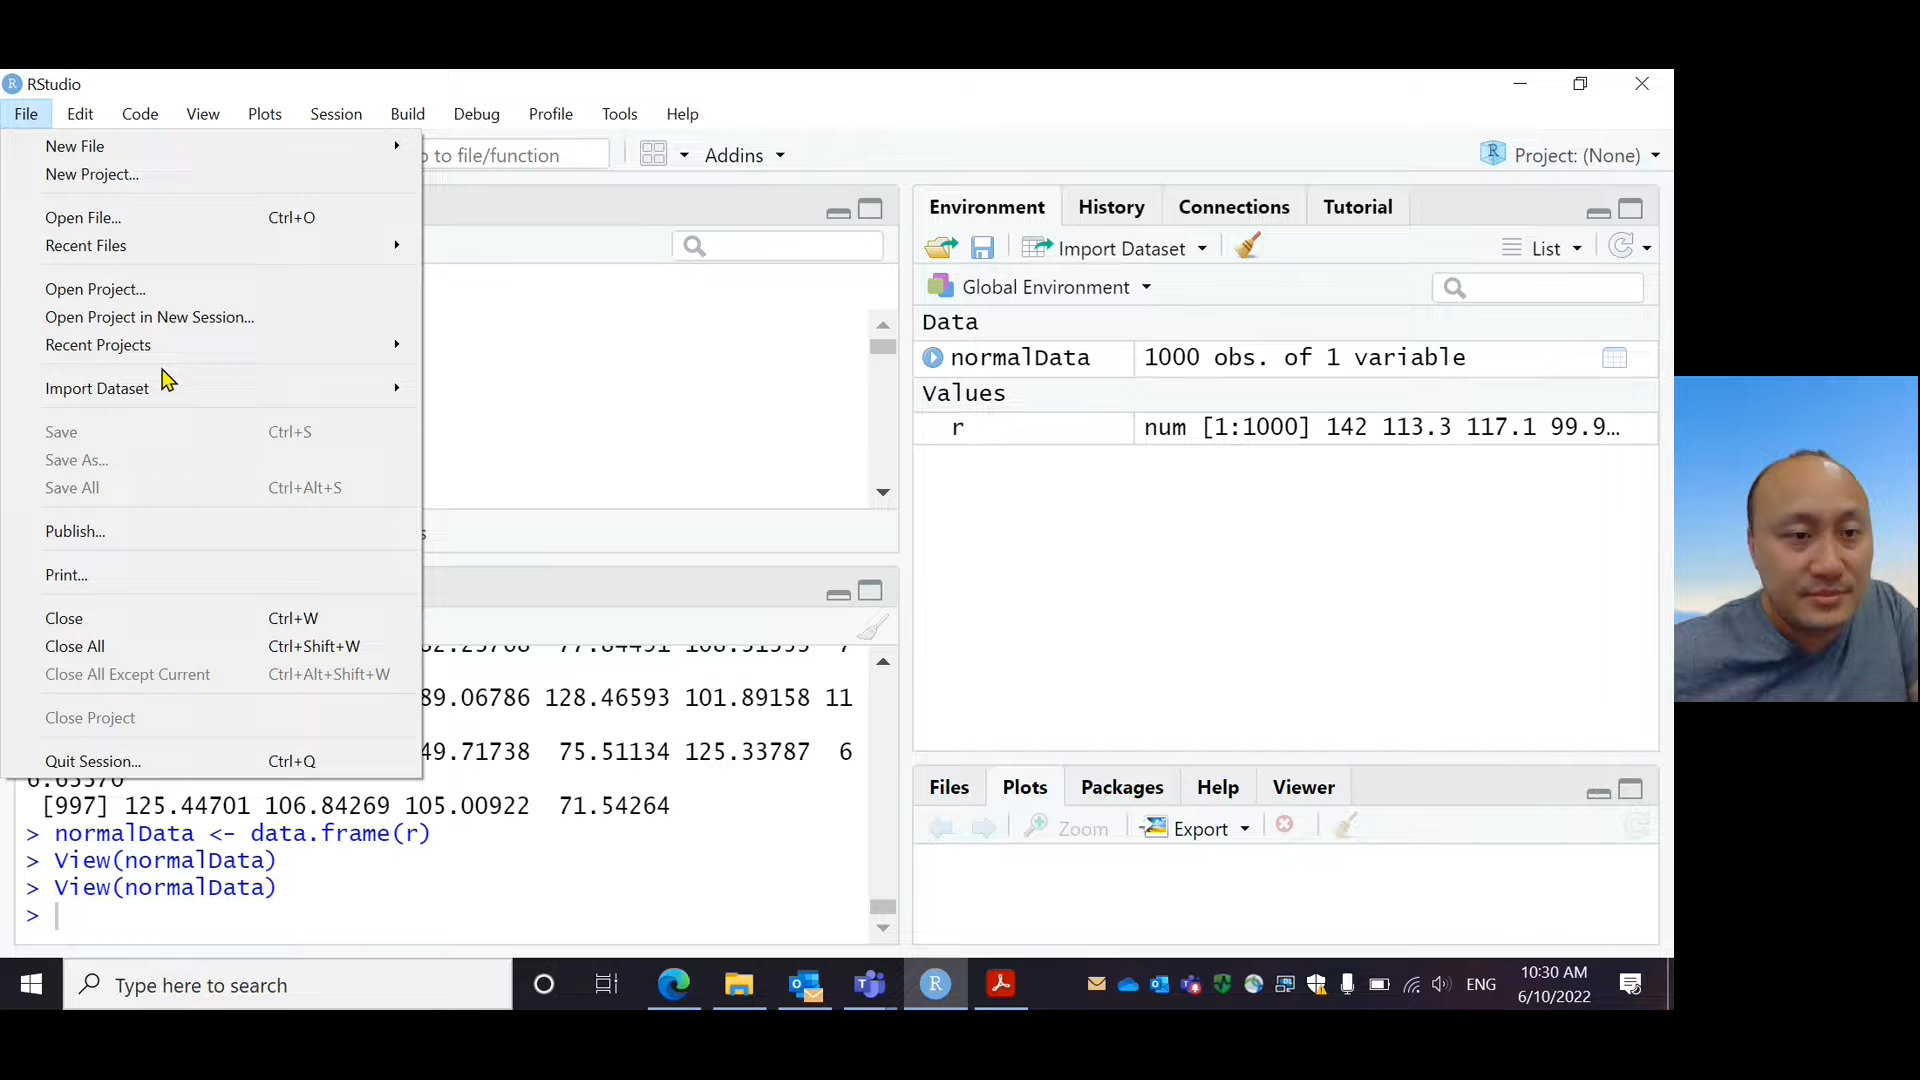 RStudio
File Edit Code View Plots Session Build Debug Profile Tools Help
New File
New Project...
Open File... Ctrl+O
Recent Files
Open Project...
Open Project in New Session...
Recent Projects
Import Dataset
Save Ctrl+S
Save As...
Save All Ctrl+Alt+S
Publish...
Print...
Close Ctrl+W
Close All Ctrl+Shift+W
Close All Except Current Ctrl+Alt+Shift+W
Close Project
Quit Session... Ctrl+Q
to file/function Addins
Project: (None)
89.06786 128.46593 101.89158 11
49.71738 75.51134 125.33787 6
[997] 125.44701 106.84269 105.00922 71.54264
> normalData <- data.frame(r)
> View(normalData)
> View(normalData)
>
Environment History Connections Tutorial
Import Dataset List
Global Environment
Data
normalData 1000 obs. of 1 variable
Values
r num [1:1000] 142 113.3 117.1 99.9...
Files Plots Packages Help Viewer
Zoom Export
Type here to search
ENG
10:30 AM
6/10/2022